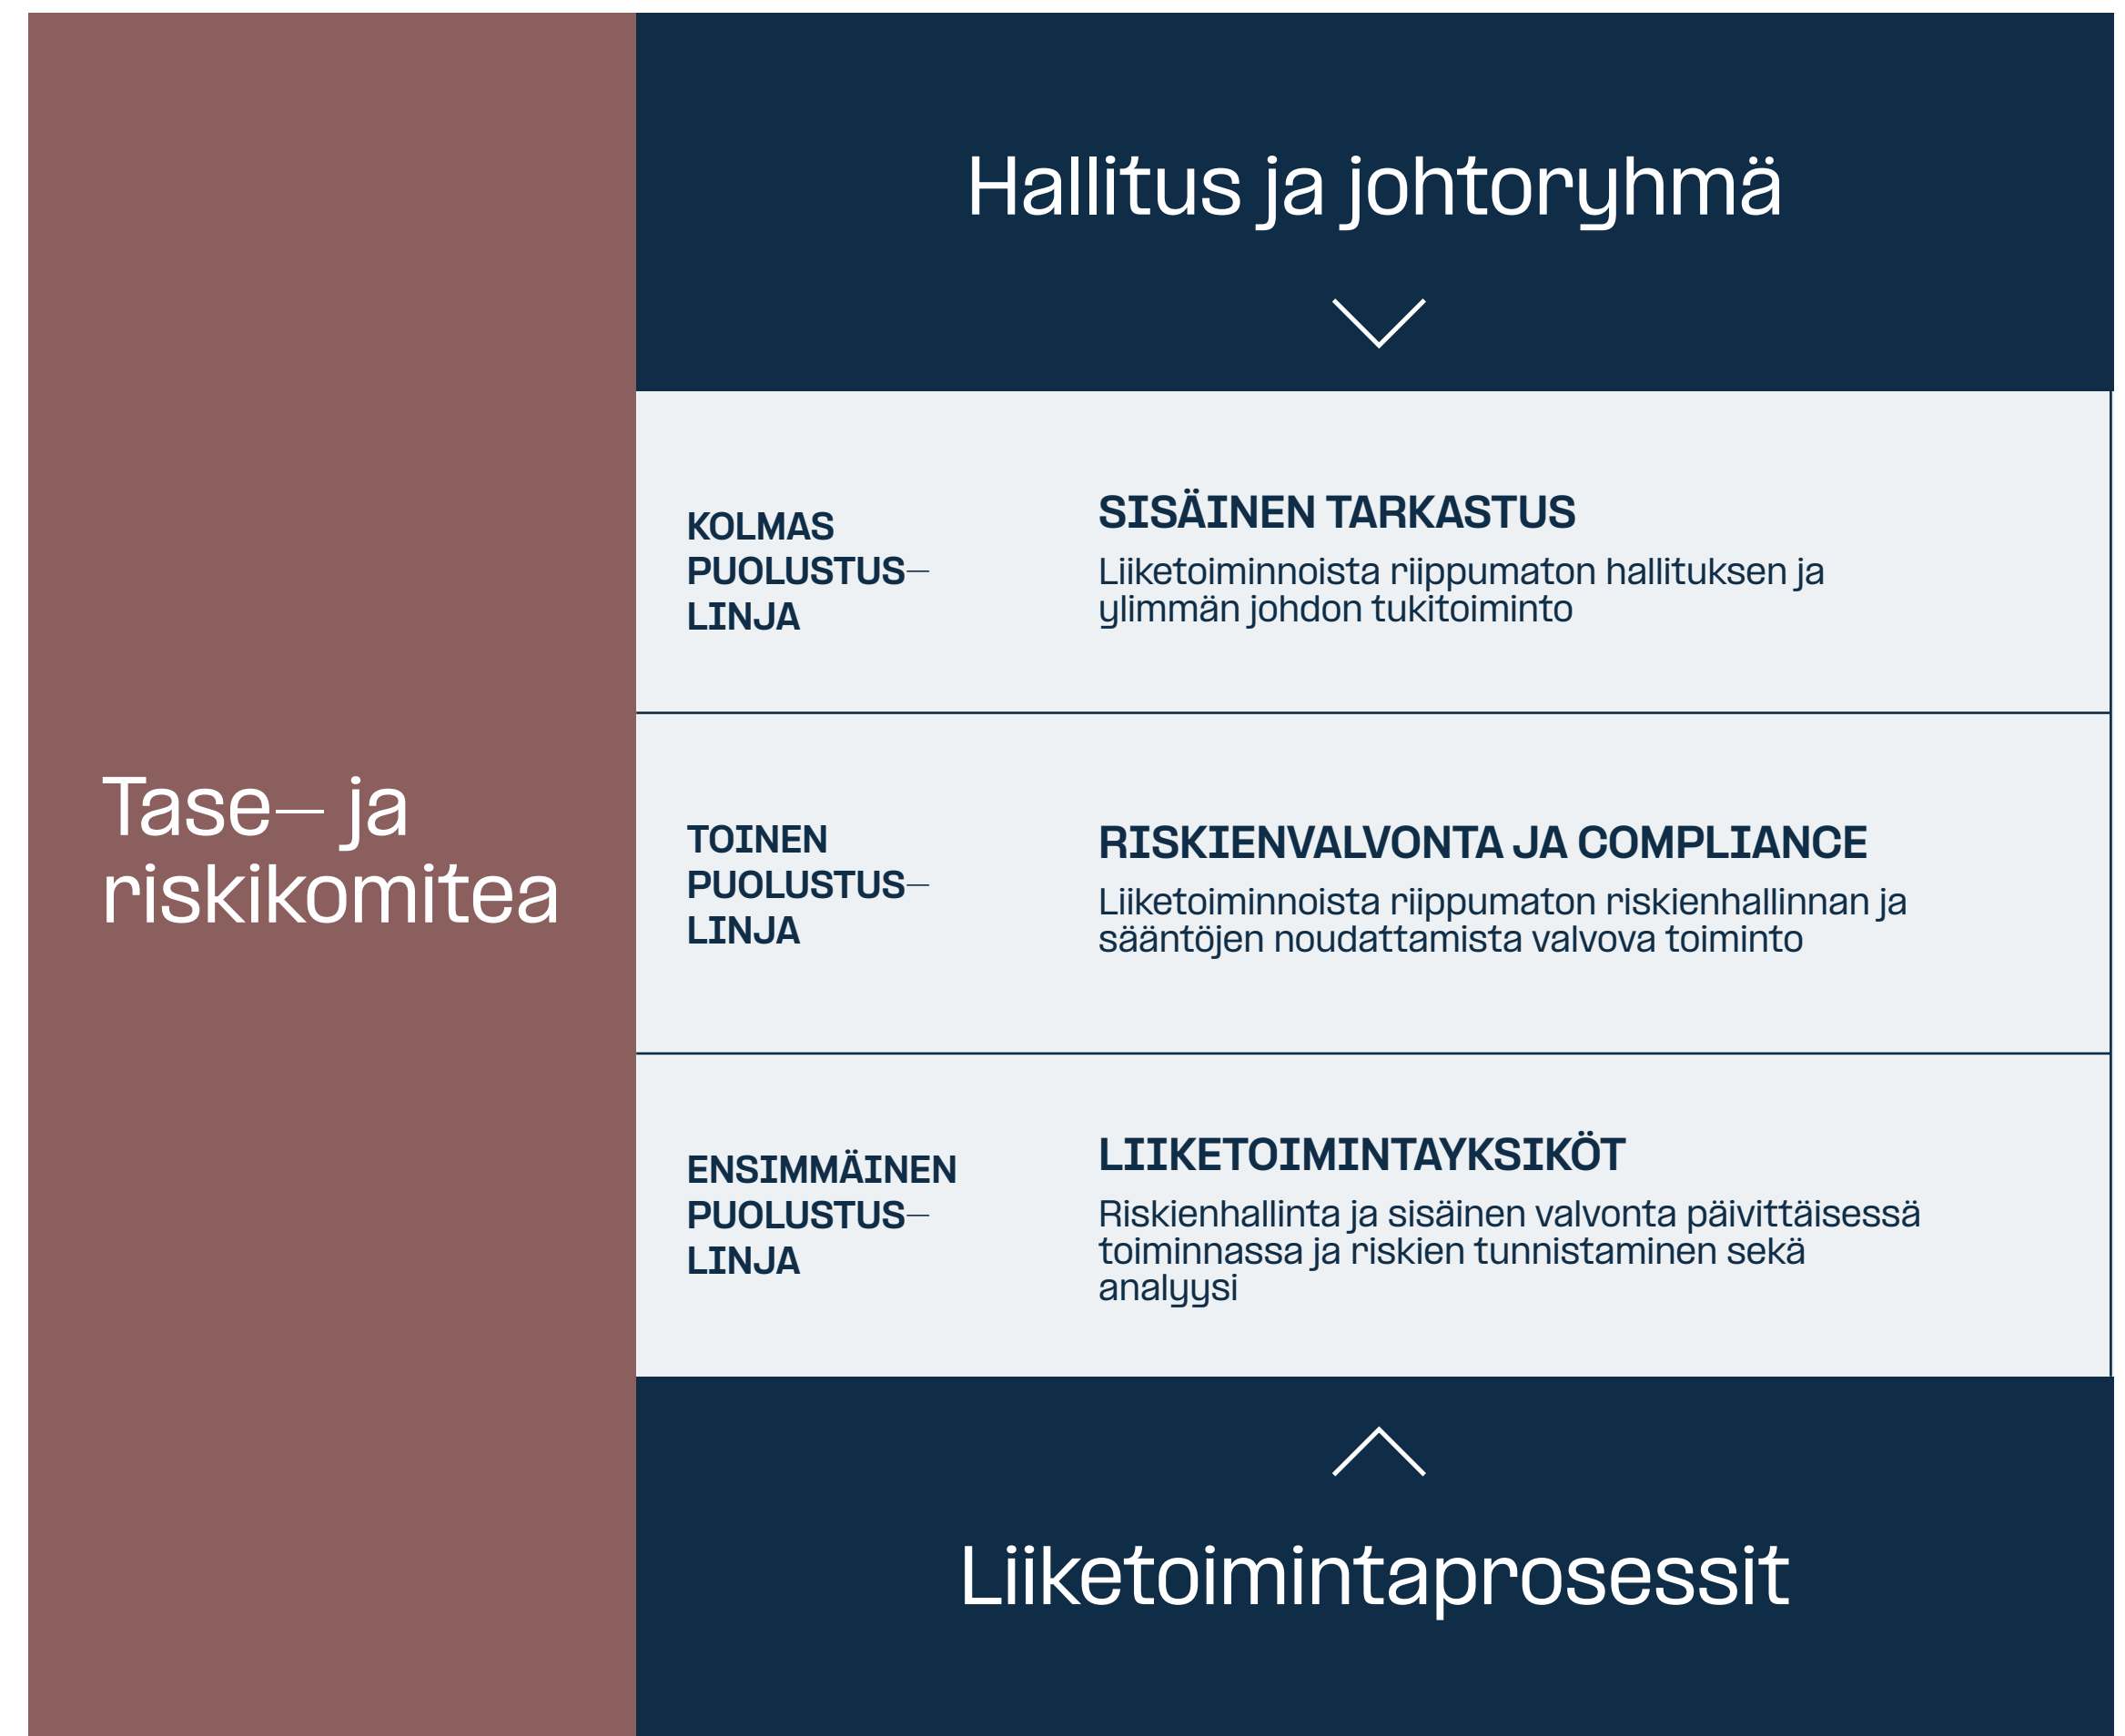 Hallitus ja johtoryhmä
Tase– ja
riskikomitea
KOLMAS
PUOLUSTUS–
LINJA
SISÄINEN TARKASTUS
Liiketoiminnoista riippumaton hallituksen ja
ylimmän johdon tukitoiminto
TOINEN
PUOLUSTUS–
LINJA
RISKIENVALVONTA JA COMPLIANCE
Liiketoiminnoista riippumaton riskienhallinnan ja
sääntöjen noudattamista valvova toiminto
ENSIMMÄINEN
PUOLUSTUS–
LINJA
LIIKETOIMINTAYKSIKÖT
Riskienhallinta ja sisäinen valvonta päivittäisessä
toiminnassa ja riskien tunnistaminen sekä
analyysi
Liiketoimintaprosessit